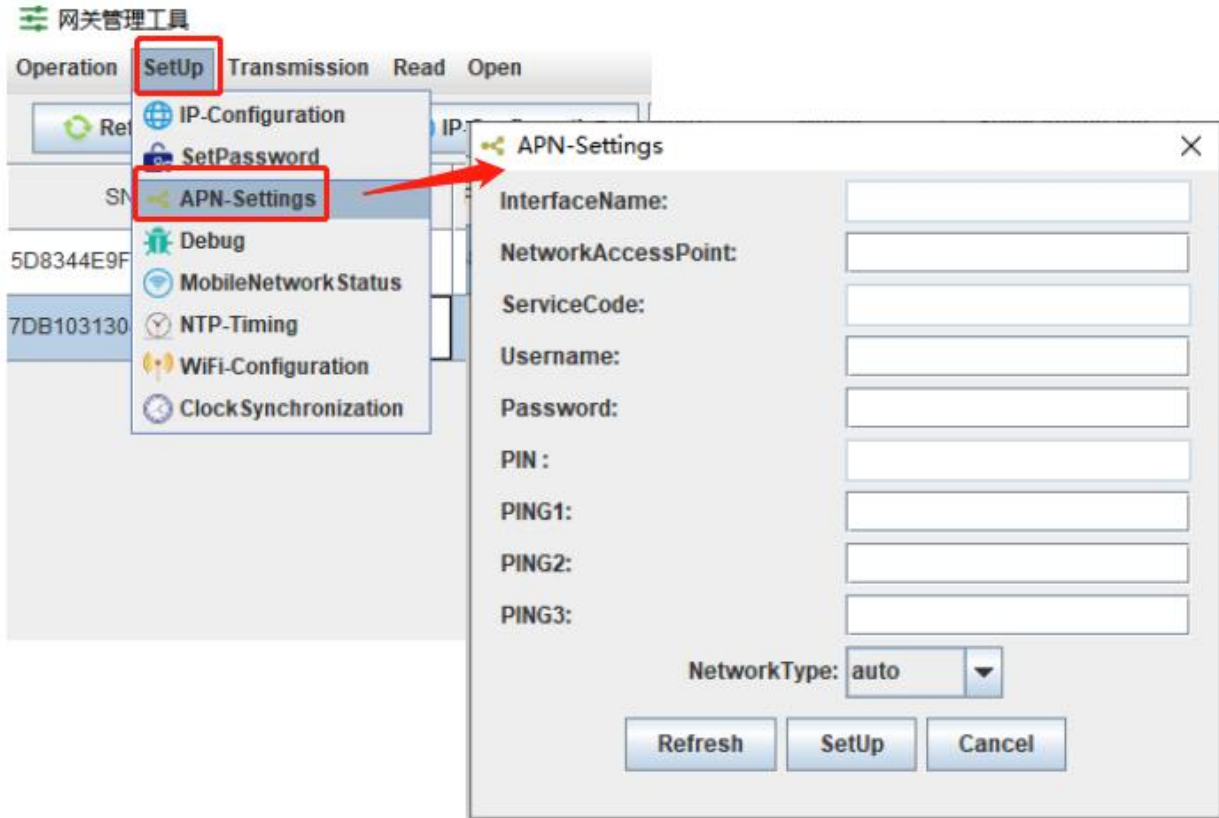 网关管理工具
Operation SetUp Transmission Read Open
IP-Configuration
SetPassword
SN
APN-Settings
5D8344E9F
Debug
MobileNetworkStatus
7DB103130
NTP-Timing
WiFi-Configuration
ClockSynchronization
APN-Settings
InterfaceName:
NetworkAccessPoint:
ServiceCode:
Username:
Password:
PIN :
PING1:
PING2:
PING3:
NetworkType: auto
Refresh SetUp Cancel